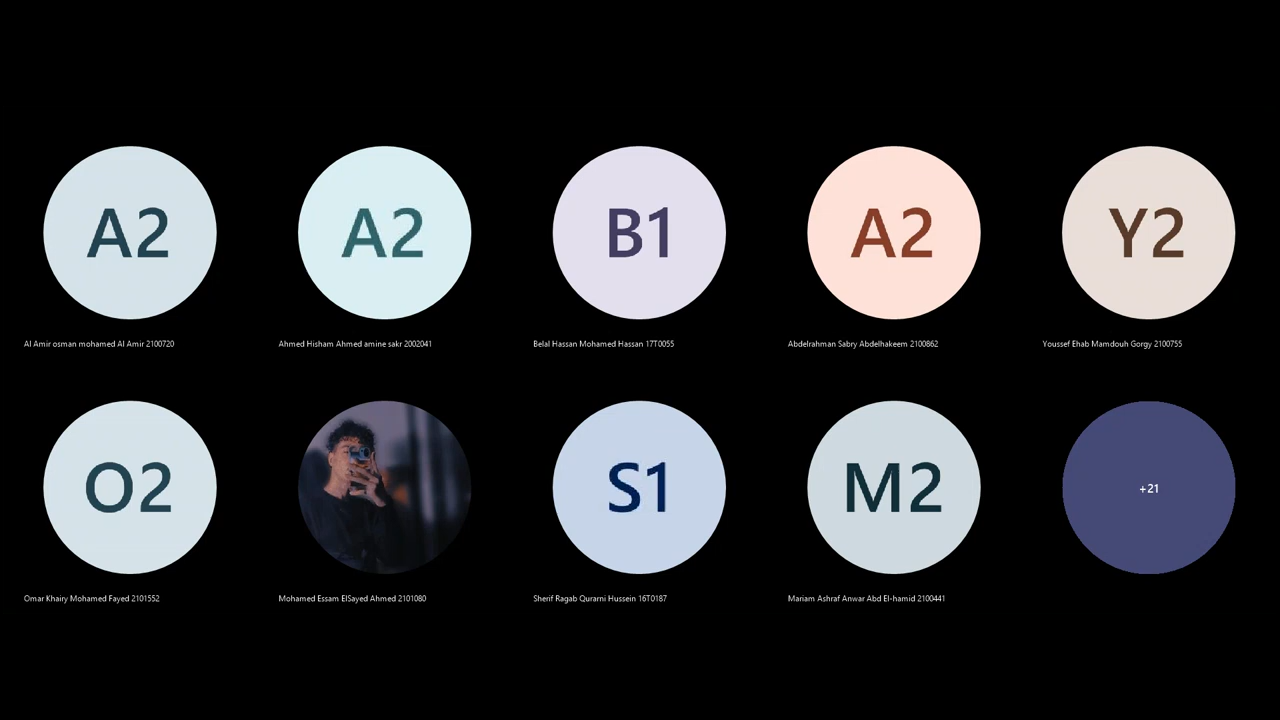 A2
A2
B1
A2
Y2
Al Amir osman mohamed Al Amir 2100720
Ahmed Hisham Ahmed amine sakr 2002041
Belal Hassan Mohamed Hassan 17T0055
Abdelrahman Sabry Abdelhakeem 2100862
Youssef Ehab Mamdouh Gorgy 2100755
O2
S1
M2
+21
Omar Khairy Mohamed Fayed 2101552
Mohamed Essam ElSayed Ahmed 2101080
Sherif Ragab Qurarni Hussein 16T0187
Mariam Ashraf Anwar Abd El-hamid 2100441